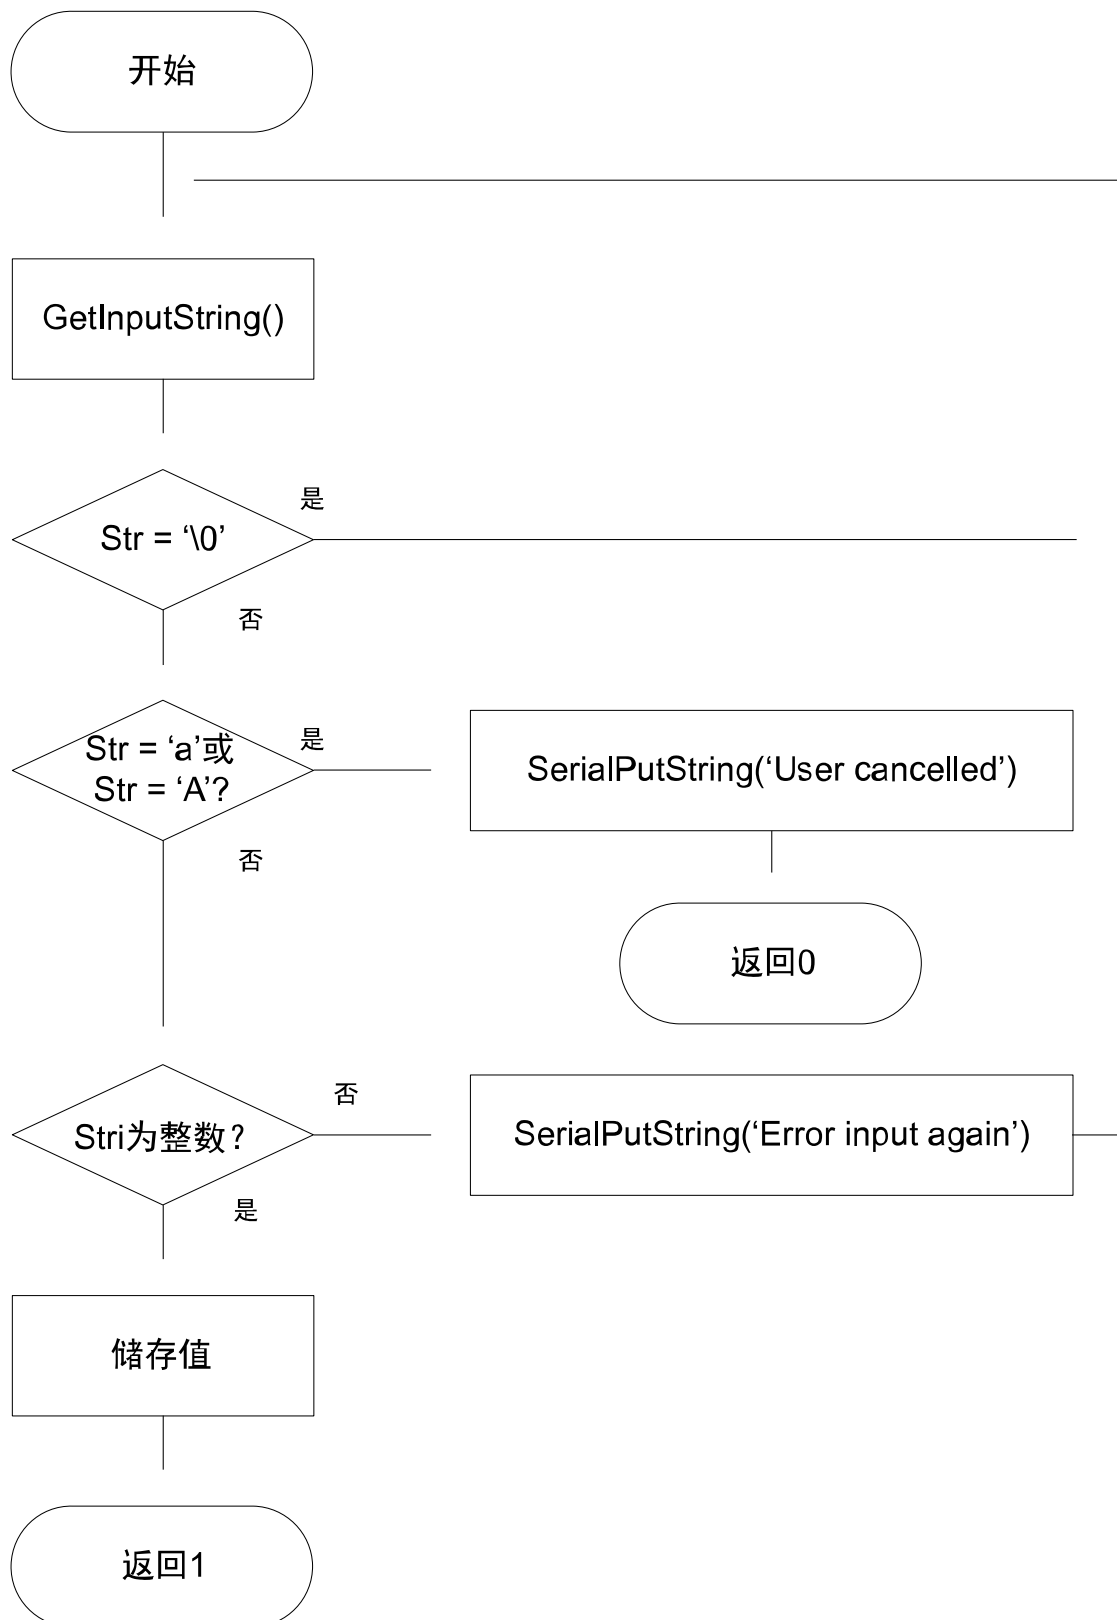 开始
GetInputString()
是
Str = ‘\0’
否
Str = ‘a’或
Str = ‘A’?
是
SerialPutString(‘User cancelled’)
否
返回0
否
Stri为整数?
SerialPutString(‘Error input again’)
是
储存值
返回1